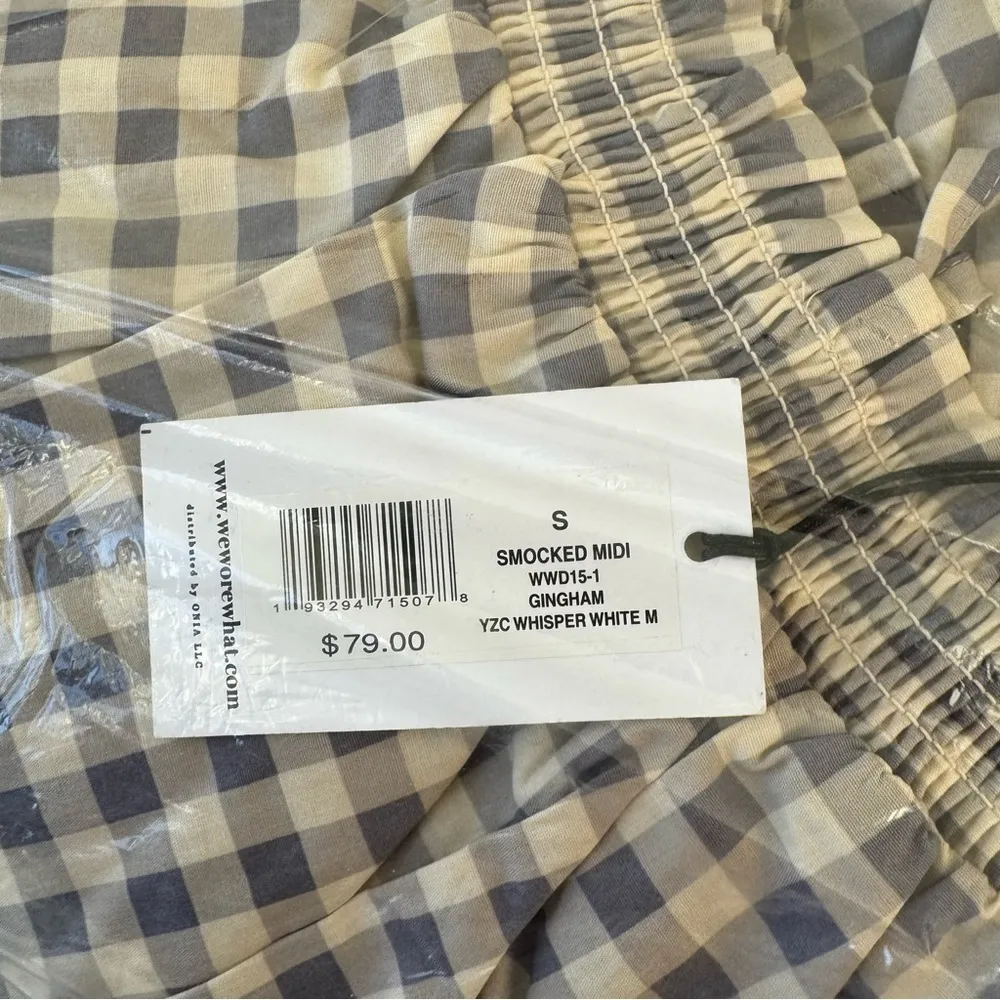 www.weworewhat.com
distributed by ONIA LLC
1 93294 71507 8
$79.00
S
SMOCKED MIDI
WWD15-1
GINGHAM
YZC WHISPER WHITE M